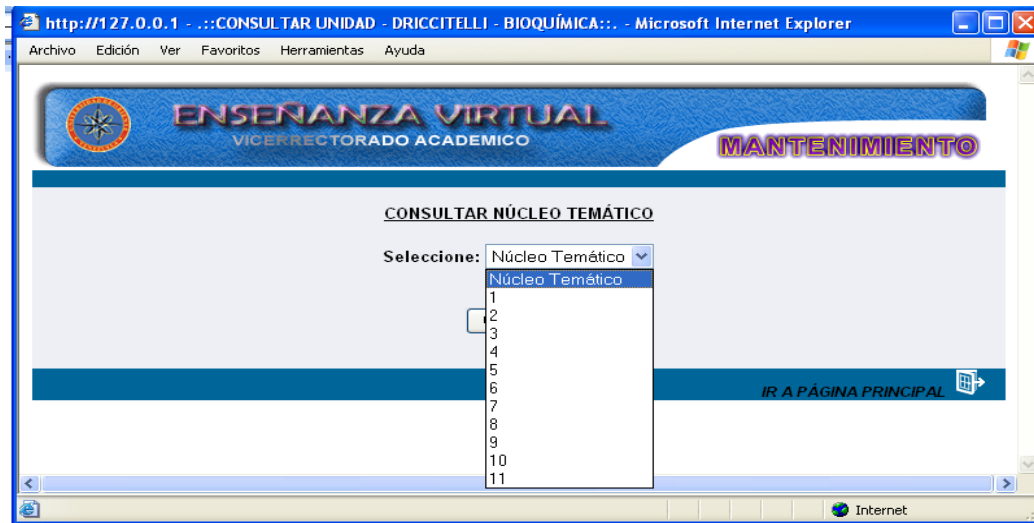 http://127.0.0.1 - .::CONSULTAR UNIDAD - DRICCITELLI - BIOQUÍMICA::. - Microsoft Internet Explorer
Archivo Edición Ver Favoritos Herramientas Ayuda
ENSEÑANZA VIRTUAL
VICERRECTORADO ACADEMICO
MANTENIMIENTO
CONSULTAR NÚCLEO TEMÁTICO
Seleccione: Núcleo Temático
Núcleo Temático
1
2
3
4
5
6
7
8
9
10
11
IR A PÁGINA PRINCIPAL
Internet